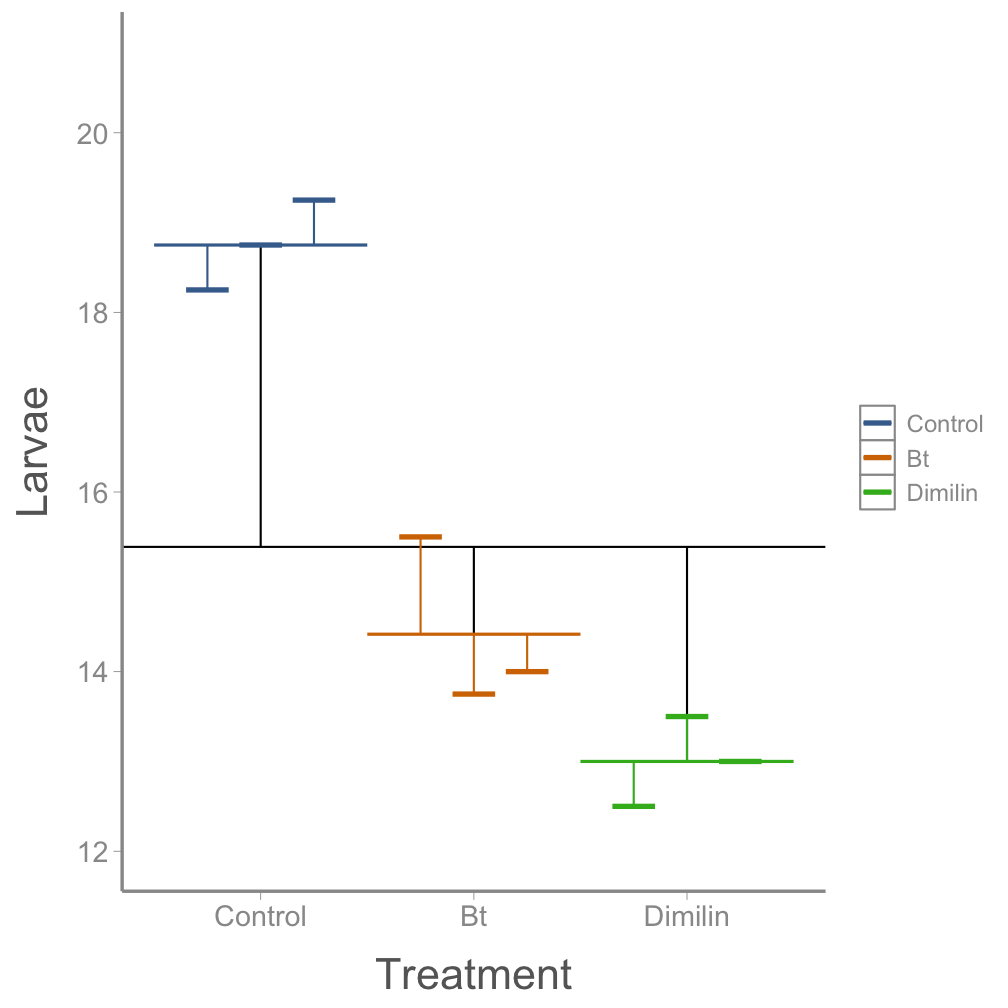 20
18
16
14
12
Larvae
Control
Bt
Dimilin
Treatment
Control
Bt
Dimilin